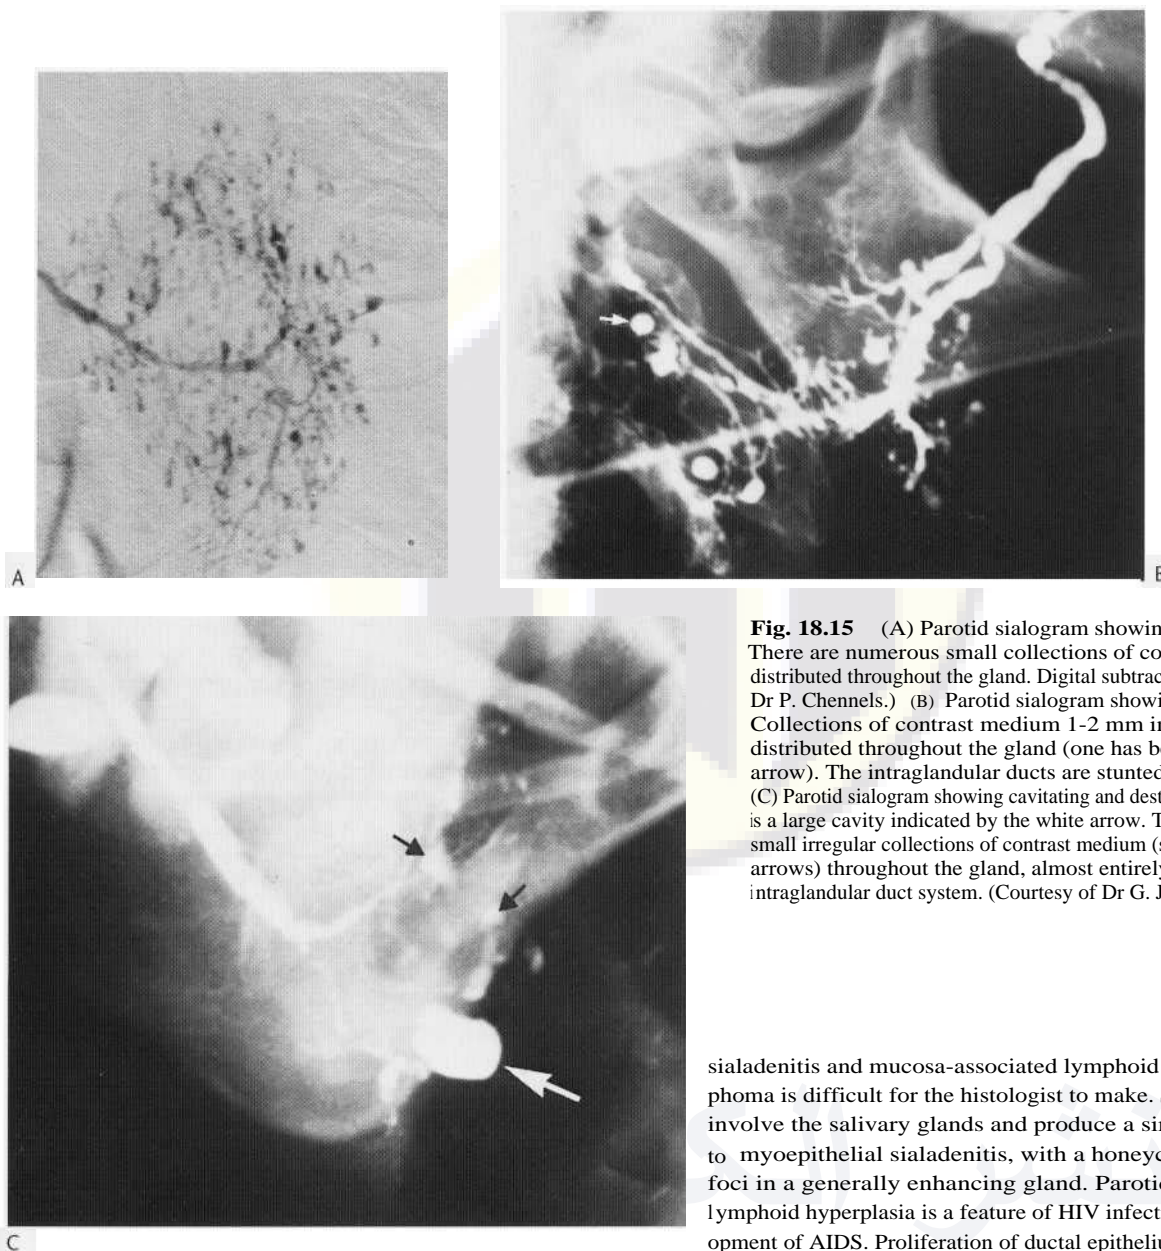 A
B
Fig. 18.15 (A) Parotid sialogram showin
There are numerous small collections of co
distributed throughout the gland. Digital subtrac
Dr P. Chennels.) (B) Parotid sialogram showi
Collections of contrast medium 1-2 mm in
distributed throughout the gland (one has be
arrow). The intraglandular ducts are stunted
(C) Parotid sialogram showing cavitating and dest
is a large cavity indicated by the white arrow. T
small irregular collections of contrast medium (s
arrows) throughout the gland, almost entirely
intraglandular duct system. (Courtesy of Dr G. J
C
sialadenitis and mucosa-associated lymphoid
phoma is difficult for the histologist to make.
involve the salivary glands and produce a sin
to myoepithelial sialadenitis, with a honeyc
foci in a generally enhancing gland. Parotid
lymphoid hyperplasia is a feature of HIV infect
opment of AIDS. Proliferation of ductal epitheliu